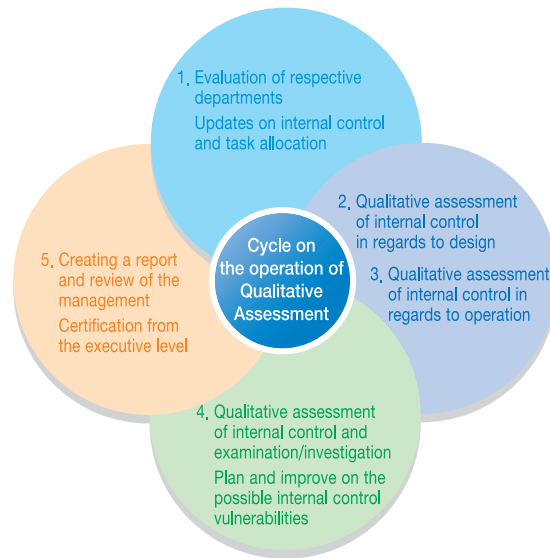 1. Evaluation of respective
departments
Updates on internal control
and task allocation
2. Qualitative assessment
of internal control
in regards to design
3. Qualitative assessment
of internal control in
regards to operation
Cycle on
the operation of
Qualitative
Assessment
4. Qualitative assessment
of internal control and
examination/investigation
Plan and improve on the
possible internal control
vulnerabilities
5. Creating a report
and review of the
management
Certification from
the executive level